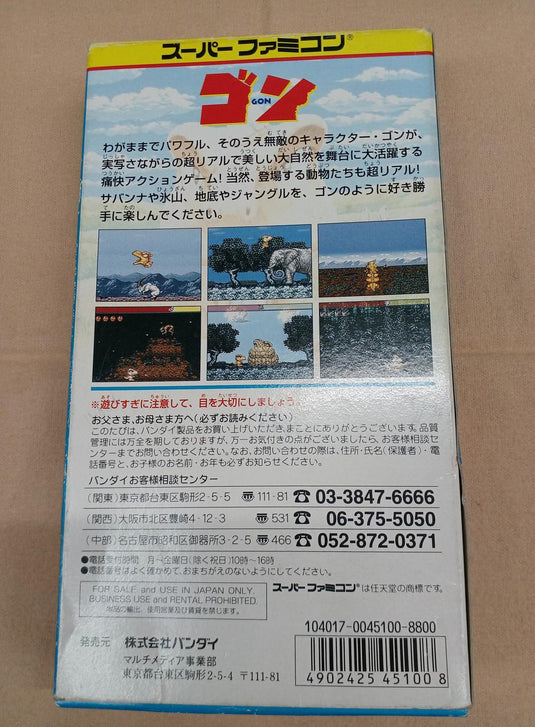 スーパーファミコン®
ゴン
GON
わがままでパワフル、そのうえ無敵のキャラクター・ゴンが、
実写さながらの超リアルで美しい大自然を舞台に大活躍する
痛快アクションゲーム！当然、登場する動物たちも超リアル！
サバンナや氷山、地底やジャングルを、ゴンのように好き勝
手に楽しんでください。
※遊びすぎに注意して、目を大切にしましょう。
お父さま、お母さま方へ（必ずお読みください）
このたびは、バンダイ製品をお買い上げいただき、まことにありがとうございます。品質
管理には万全を期しておりますが、万一お気付きの点がございましたら、お客様相談セ
ンターまでお問い合わせください。なお、お問い合わせの際は、住所・氏名（保護者）・電
話番号と、お子様のお名前・お年も必ずお知らせください。
バンダイお客様相談センター
（関東）東京都台東区駒形2-5-5 〒111-81 ☎ 03-3847-6666
（関西）大阪市北区豊崎4-12-3 〒531 ☎ 06-375-5050
（中部）名古屋市昭和区御器所3-2-5 〒466 ☎ 052-872-0371
●電話受付時間 月〜金曜日（除く祝日）10時〜16時
●電話番号はよく確かめて、おまちがえのないようにしてください。
FOR SALE and USE IN JAPAN ONLY.
BUSINESS USE and RENTAL PROHIBITED.
本品の輸出、使用営業及び賃貸を禁じます。
スーパーファミコン®は任天堂の商標です。
104017-0045100-8800
発売元 株式会社バンダイ
マルチメディア事業部
東京都台東区駒形2-5-4 〒111-81
4902425 45100 8